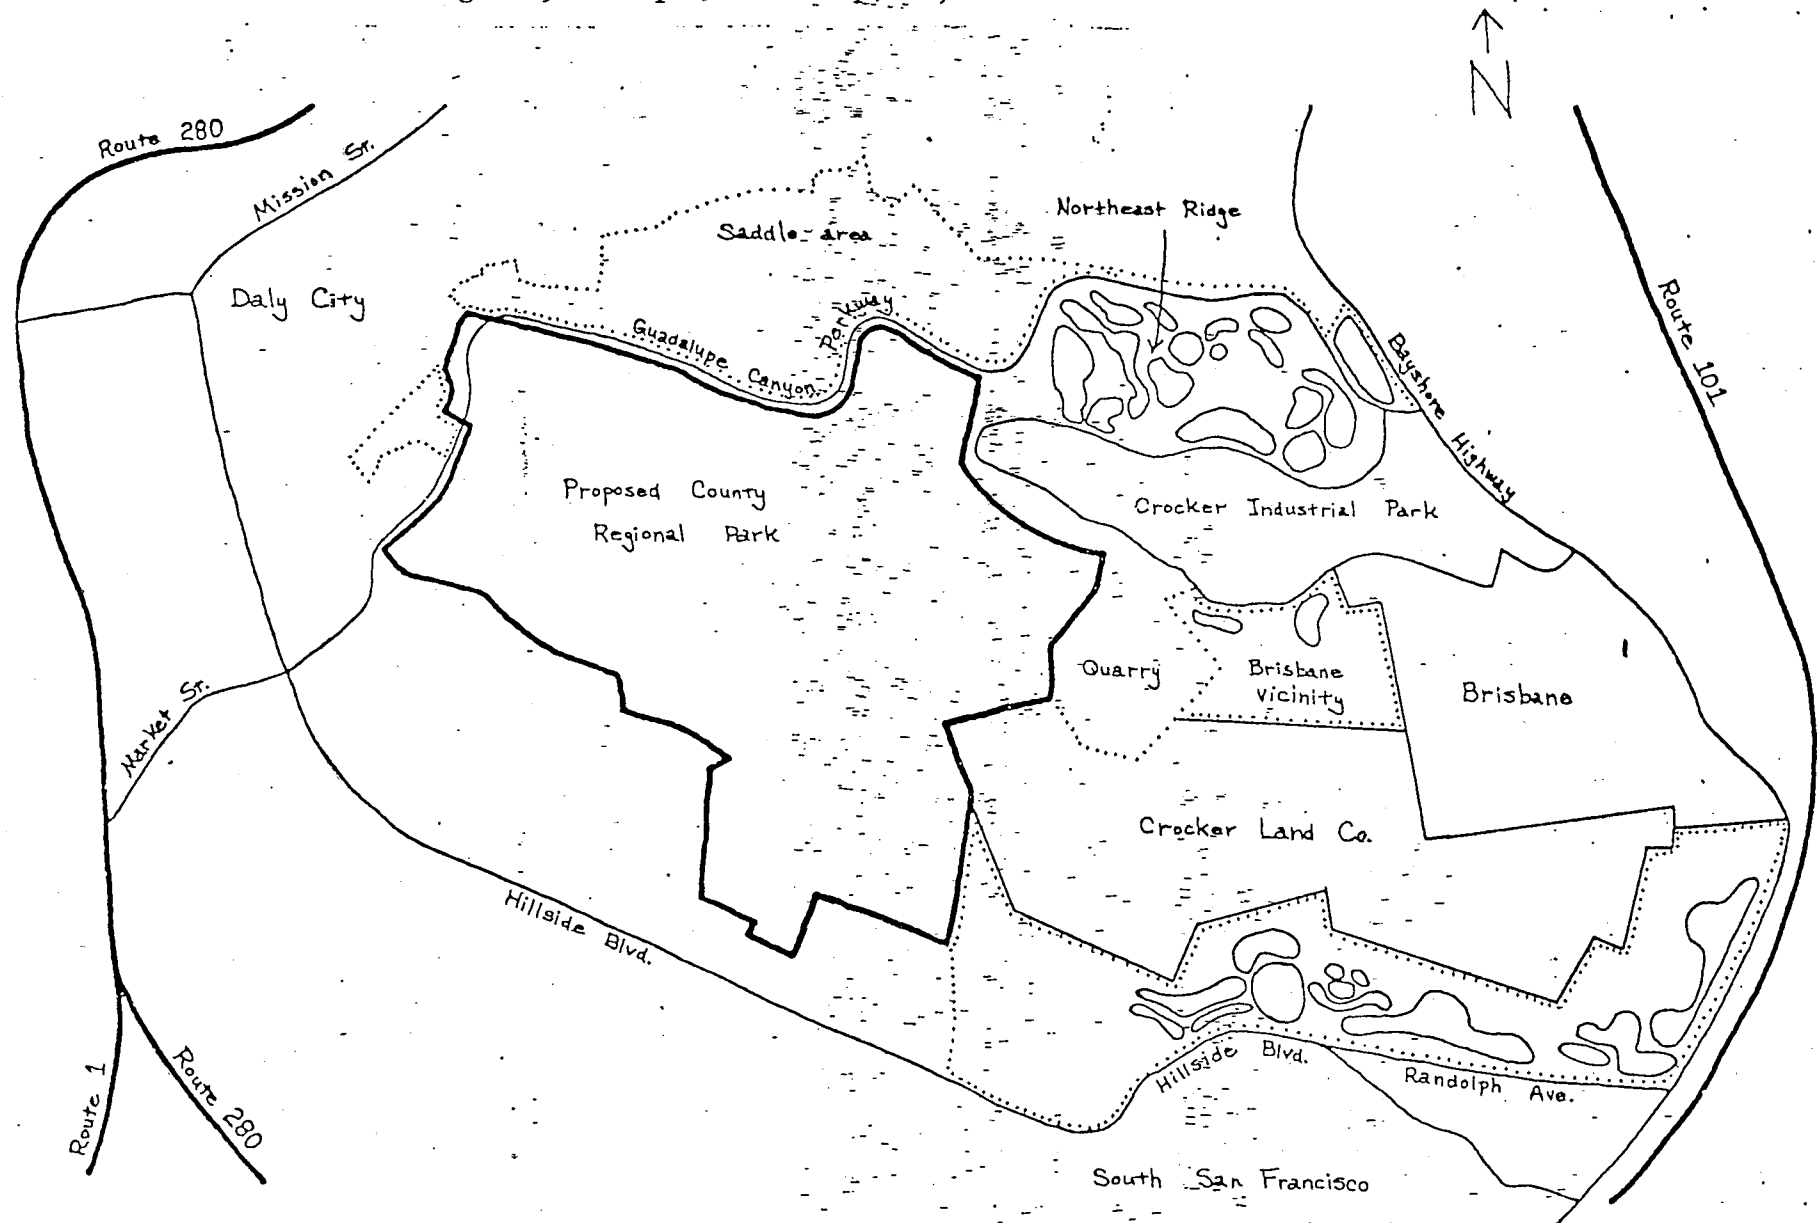 N
Route 280
Mission St.
Northeast Ridge
Saddle area
Daly City
Guadalupe Canyon Parkway
Route 101
Bayshore Highway
Proposed County
Regional Park
Crocker Industrial Park
Quarry
Brisbane
Vicinity
Brisbane
Market St.
Crocker Land Co.
Hillside Blvd.
Hillside Blvd.
Randolph Ave.
Route 1
Route 280
South San Francisco